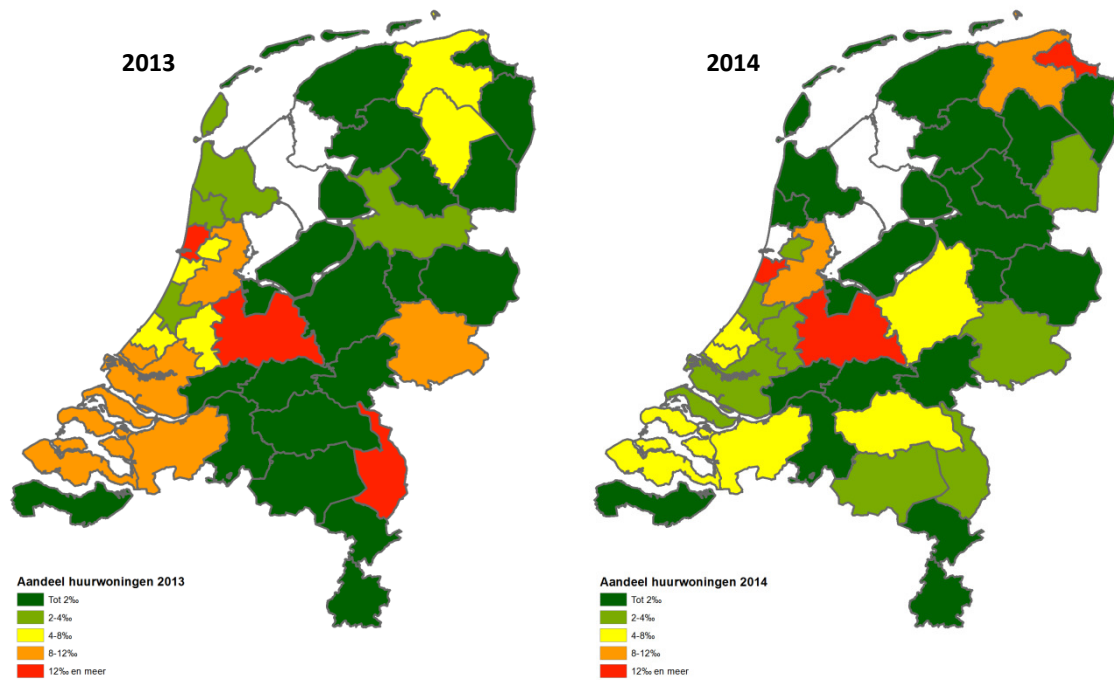 2013
2014
Aandeel huurwoningen 2013
Tot 2‰
2-4‰
4-8‰
8-12‰
12‰ en meer
Aandeel huurwoningen 2014
Tot 2‰
2-4‰
4-8‰
8-12‰
12‰ en meer